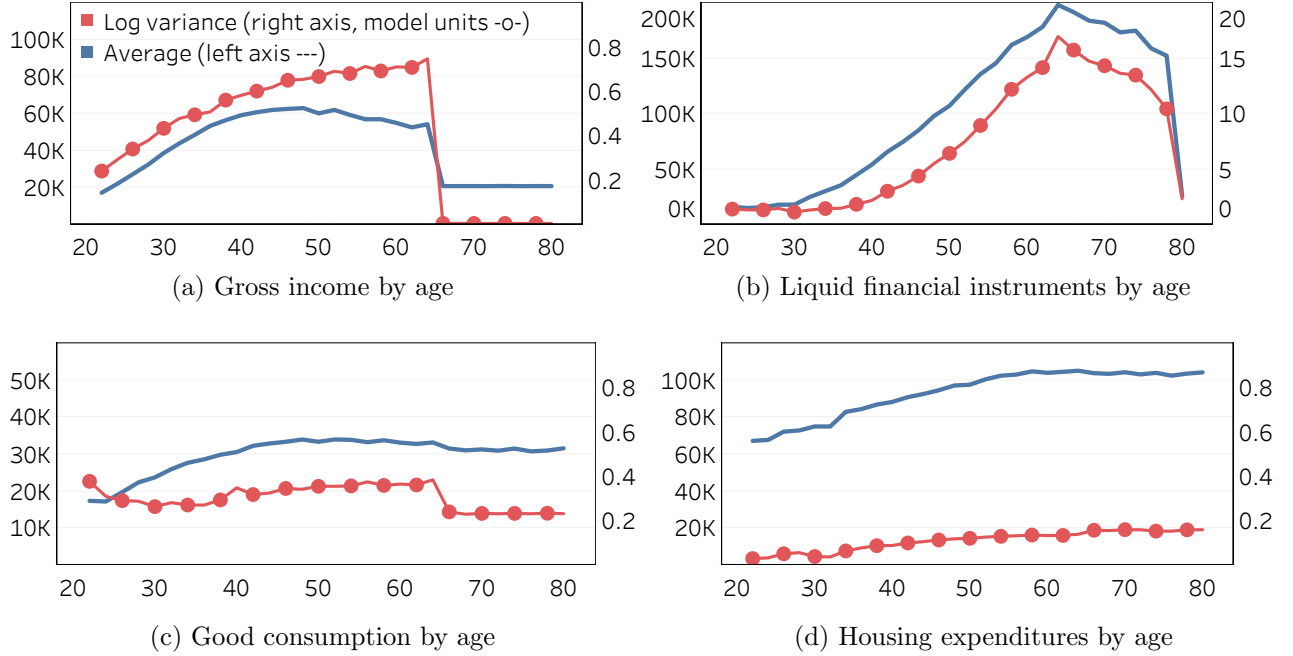 Log variance (right axis, model units -o-)
Average (left axis ---)
100K
80K
60K
40K
20K
0.8
0.6
0.4
0.2
20 30 40 50 60 70 80
(a) Gross income by age
200K
150K
100K
50K
0K
20
15
10
5
0
20 30 40 50 60 70 80
(b) Liquid financial instruments by age
50K
40K
30K
20K
10K
0.8
0.6
0.4
0.2
20 30 40 50 60 70 80
(c) Good consumption by age
100K
80K
60K
40K
20K
0.8
0.6
0.4
0.2
20 30 40 50 60 70 80
(d) Housing expenditures by age